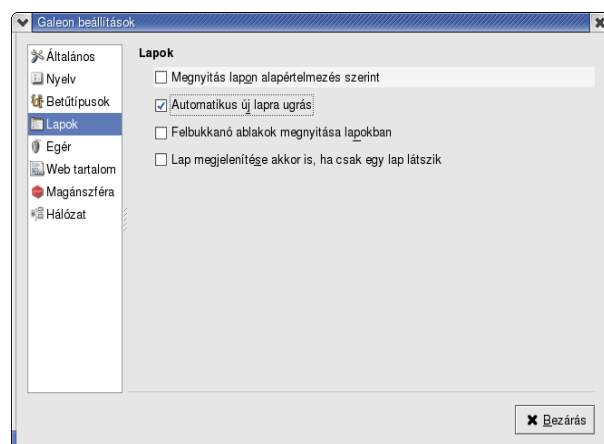 Galeon beállítások
Általános
Nyelv
Betűtípusok
Lapok
Egér
Web tartalom
Magánszféra
Hálózat
Lapok
Megnyitás lapon alapértelmezés szerint
Automatikus új lapra ugrás
Felbukkanó ablakok megnyitása lapokban
Lap megjelenítése akkor is, ha csak egy lap látszik
Bezárás